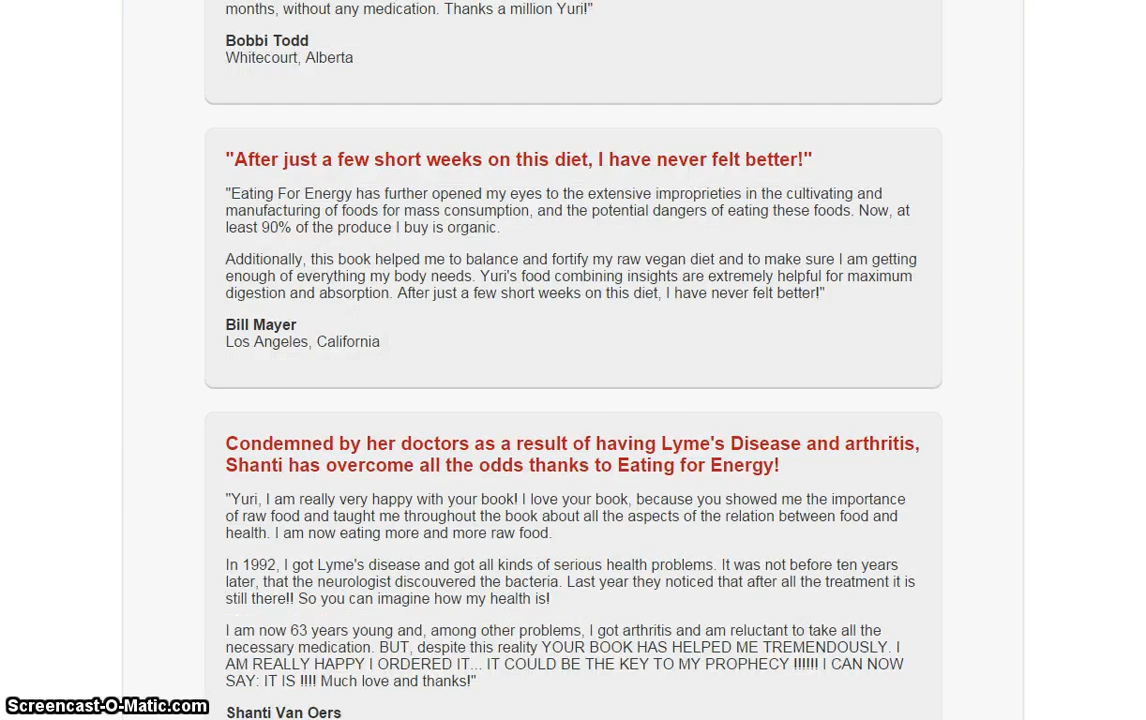 months, without any medication. Thanks a million Yuri!"
Bobbi Todd
Whitecourt, Alberta
"After just a few short weeks on this diet, I have never felt better!"
"Eating For Energy has further opened my eyes to the extensive improprieties in the cultivating and
manufacturing of foods for mass consumption, and the potential dangers of eating these foods. Now, at
least 90% of the produce I buy is organic.
Additionally, this book helped me to balance and fortify my raw vegan diet and to make sure I am getting
enough of everything my body needs. Yuri's food combining insights are extremely helpful for maximum
digestion and absorption. After just a few short weeks on this diet, I have never felt better!"
Bill Mayer
Los Angeles, California
Condemned by her doctors as a result of having Lyme's Disease and arthritis,
Shanti has overcome all the odds thanks to Eating for Energy!
"Yuri, I am really very happy with your book! I love your book, because you showed me the importance
of raw food and taught me throughout the book about all the aspects of the relation between food and
health. I am now eating more and more raw food.
In 1992, I got Lyme's disease and got all kinds of serious health problems. It was not before ten years
later, that the neurologist discouvered the bacteria. Last year they noticed that after all the treatment it is
still there!! So you can imagine how my health is!
I am now 63 years young and, among other problems, I got arthritis and am reluctant to take all the
necessary medication. BUT, despite this reality YOUR BOOK HAS HELPED ME TREMENDOUSLY. I
AM REALLY HAPPY I ORDERED IT... IT COULD BE THE KEY TO MY PROPHECY !!!!!! I CAN NOW
SAY: IT IS !!!! Much love and thanks!"
Shanti Van Oers
Screencast-O-Matic.com